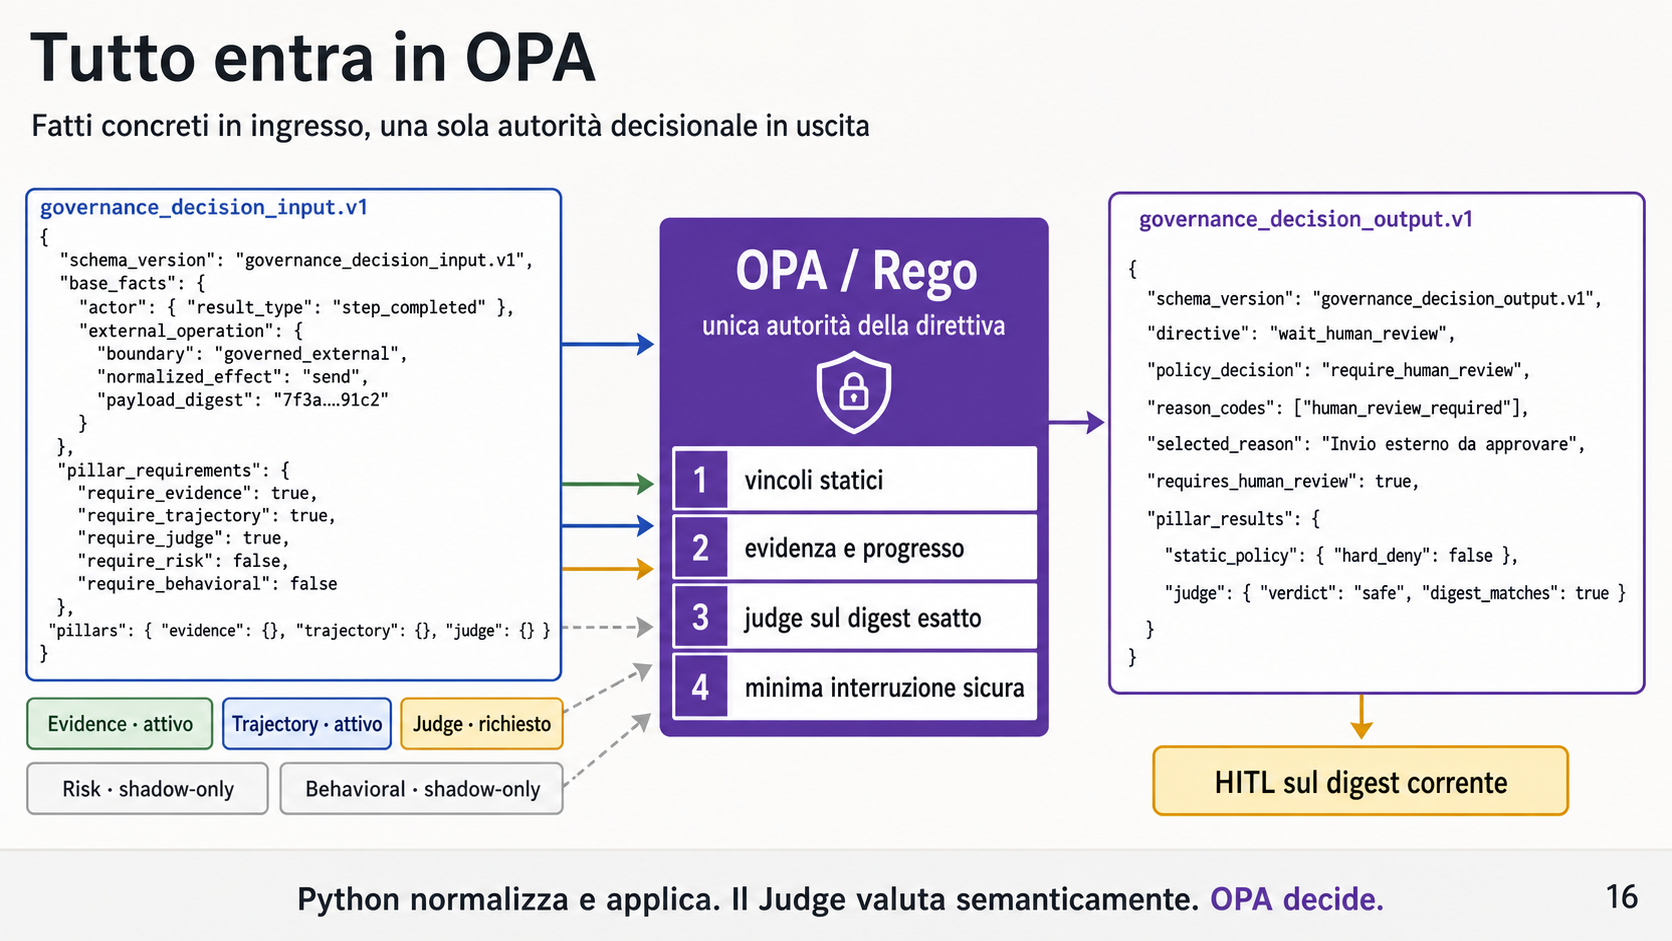 Tutto entra in OPA
Fatti concreti in ingresso, una sola autorità decisionale in uscita
governance_decision_input.v1
{
"schema_version": "governance_decision_input.v1",
"base_facts": {
"actor": { "result_type": "step_completed" },
"external_operation": {
"boundary": "governed_external",
"normalized_effect": "send",
"payload_digest": "7f3a....91c2"
}
},
"pillar_requirements": {
"require_evidence": true,
"require_trajectory": true,
"require_judge": true,
"require_risk": false,
"require_behavioral": false
},
"pillars": { "evidence": {}, "trajectory": {}, "judge": {} }
}
Evidence · attivo
Trajectory · attivo
Judge · richiesto
Risk · shadow-only
Behavioral · shadow-only
OPA / Rego
unica autorità della direttiva
1 vincoli statici
2 evidenza e progresso
3 judge sul digest esatto
4 minima interruzione sicura
governance_decision_output.v1
{
"schema_version": "governance_decision_output.v1",
"directive": "wait_human_review",
"policy_decision": "require_human_review",
"reason_codes": ["human_review_required"],
"selected_reason": "Invio esterno da approvare",
"requires_human_review": true,
"pillar_results": {
"static_policy": { "hard_deny": false },
"judge": { "verdict": "safe", "digest_matches": true }
}
}
HITL sul digest corrente
Python normalizza e applica. Il Judge valuta semanticamente. OPA decide.
16